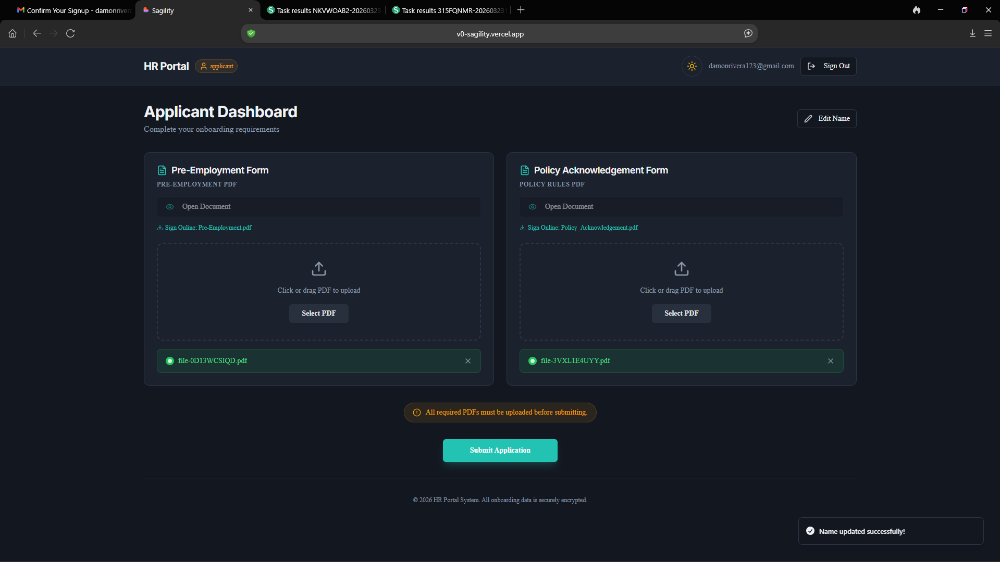 Confirm Your Signup - damonrivera
Sagility
Task results NKVWOAB2-20260323
Task results 315FQNMR-202603231
v0-sagility.vercel.app
HR Portal
applicant
damonrivera123@gmail.com
Sign Out
Applicant Dashboard
Complete your onboarding requirements
Edit Name
Pre-Employment Form
PRE-EMPLOYMENT PDF
Open Document
Sign Online: Pre-Employment.pdf
Click or drag PDF to upload
Select PDF
file-0D13WCSIQD.pdf
Policy Acknowledgement Form
POLICY RULES PDF
Open Document
Sign Online: Policy_Acknowledgement.pdf
Click or drag PDF to upload
Select PDF
file-3VXL1E4UYY.pdf
All required PDFs must be uploaded before submitting.
Submit Application
© 2026 HR Portal System. All onboarding data is securely encrypted.
Name updated successfully!